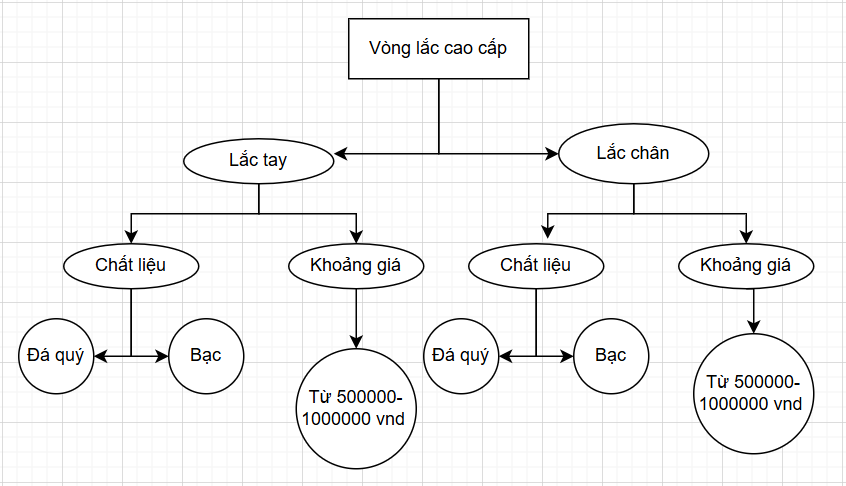 Vòng lắc cao cấp
Lắc tay
Lắc chân
Chất liệu
Khoảng giá
Chất liệu
Khoảng giá
Đá quý
Bạc
Từ 500000-
1000000 vnd
Đá quý
Bạc
Từ 500000-
1000000 vnd